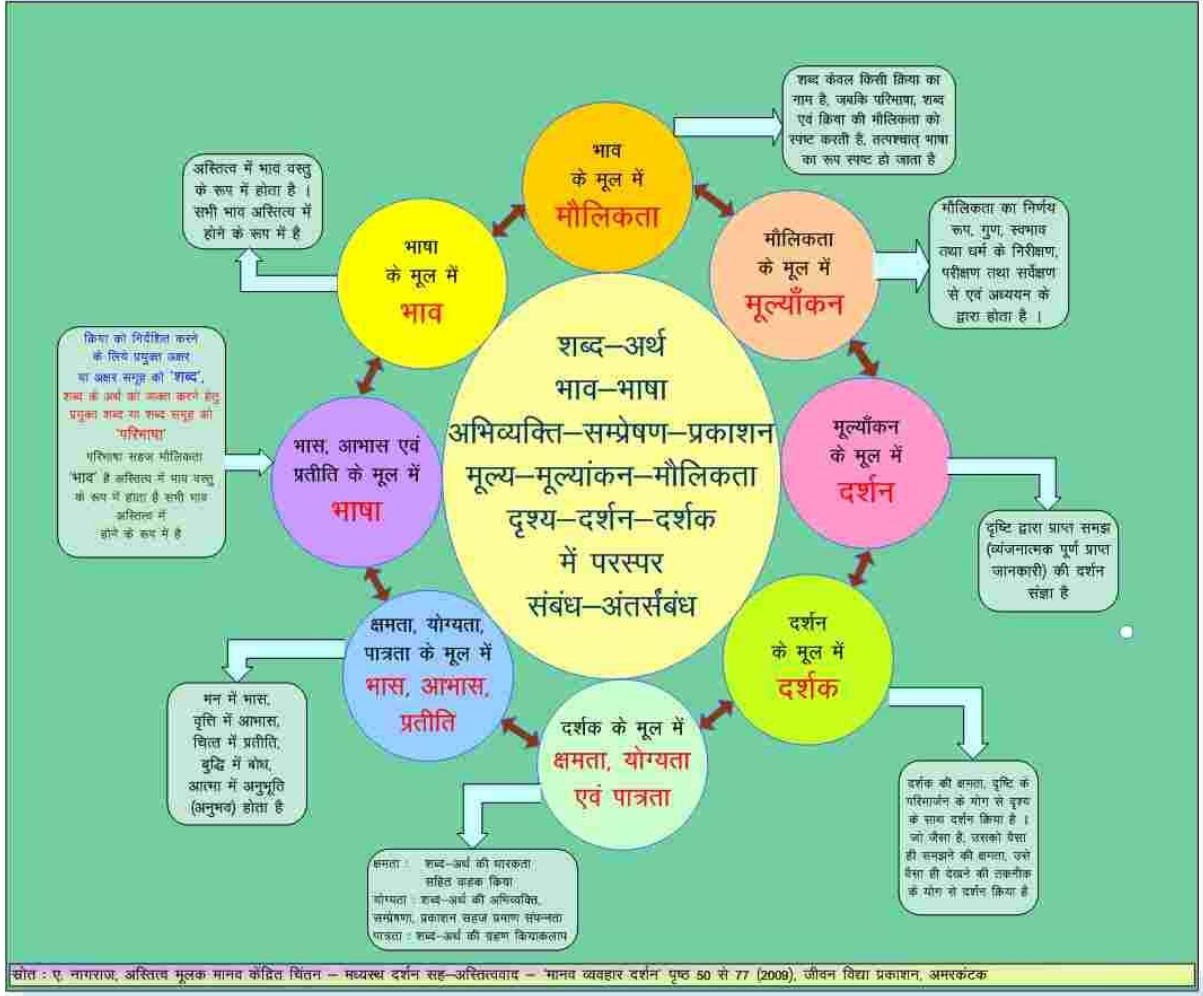 भाव
के मूल में
मौलिकता
शब्द केवल किसी क्रिया का
नाम है, जबकि परिभाषा, शब्द
एवं क्रिया की मौलिकता को
स्पष्ट करती है, तत्पश्चात् भाषा
का रूप स्पष्ट हो जाता है
मौलिकता
के मूल में
मूल्याँकन
मौलिकता का निर्णय
रूप, गुण, स्वभाव
तथा धर्म के निरीक्षण,
परीक्षण तथा सर्वेक्षण
से एवं अध्ययन के
द्वारा होता है ।
मूल्याँकन
के मूल में
दर्शन
दृष्टि द्वारा प्राप्त समझ
(व्यंजनात्मक पूर्ण प्राप्त
जानकारी) की दर्शन
संज्ञा है
दर्शन
के मूल में
दर्शक
दर्शक की क्षमता, दृष्टि के
परिमार्जन के योग से दृश्य
के साथ दर्शन क्रिया है ।
जो जैसा है, उसको वैसा
ही समझने की क्षमता, उसे
वैसा ही देखने की तकनीक
के योग से दर्शन क्रिया है
दर्शक के मूल में
क्षमता, योग्यता
एवं पात्रता
क्षमता : शब्द–अर्थ की धारकता
सहित वाहक क्रिया
योग्यता : शब्द–अर्थ की अभिव्यक्ति,
सम्प्रेषणा, प्रकाशन सहज प्रमाण संपन्नता
पात्रता : शब्द–अर्थ की ग्रहण क्रियाकलाप
क्षमता, योग्यता,
पात्रता के मूल में
भास, आभास,
प्रतीति
मन में भास,
वृत्ति में आभास,
चित्त में प्रतीति,
बुद्धि में बोध,
आत्मा में अनुभूति
(अनुभव) होता है
भास, आभास एवं
प्रतीति के मूल में
भाषा
क्रिया को निर्देशित करने
के लिये प्रयुक्त अक्षर
या अक्षर समूह को 'शब्द',
शब्द के अर्थ को व्यक्त करने हेतु
प्रयुक्त शब्द या शब्द समूह को
'परिभाषा'
परिभाषा सहज मौलिकता
'भाव' है अस्तित्व में भाव वस्तु
के रूप में होता है सभी भाव
अस्तित्व में
होने के रूप में है
भाषा
के मूल में
भाव
अस्तित्व में भाव वस्तु
के रूप में होता है ।
सभी भाव अस्तित्व में
होने के रूप में है
शब्द–अर्थ
भाव–भाषा
अभिव्यक्ति–सम्प्रेषण–प्रकाशन
मूल्य–मूल्यांकन–मौलिकता
दृश्य–दर्शन–दर्शक
में परस्पर
संबंध–अंतर्संबंध
स्रोत : ए. नागराज, अस्तित्व मूलक मानव केंद्रित चिंतन – मध्यस्थ दर्शन सह–अस्तित्ववाद – 'मानव व्यवहार दर्शन' पृष्ठ 50 से 77 (2009), जीवन विद्या प्रकाशन, अमरकंटक